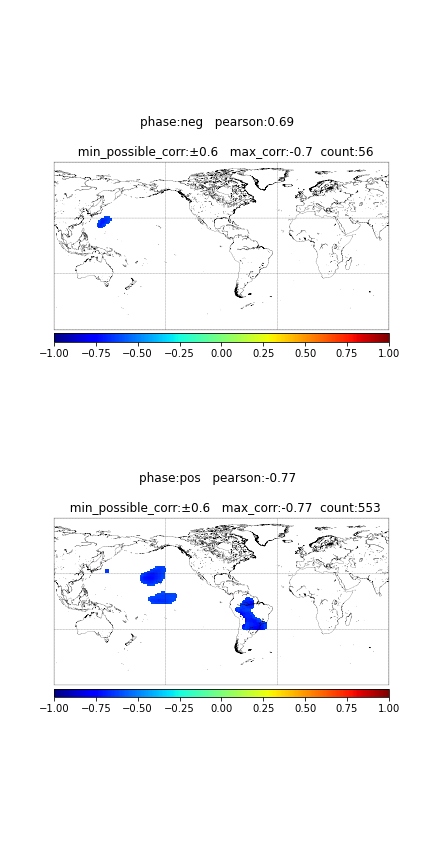 phase:neg   pearson:0.69
min_possible_corr:±0.6   max_corr:-0.7  count:56
−1.00 −0.75 −0.50 −0.25 0.00 0.25 0.50 0.75 1.00
phase:pos   pearson:-0.77
min_possible_corr:±0.6   max_corr:-0.77  count:553
−1.00 −0.75 −0.50 −0.25 0.00 0.25 0.50 0.75 1.00